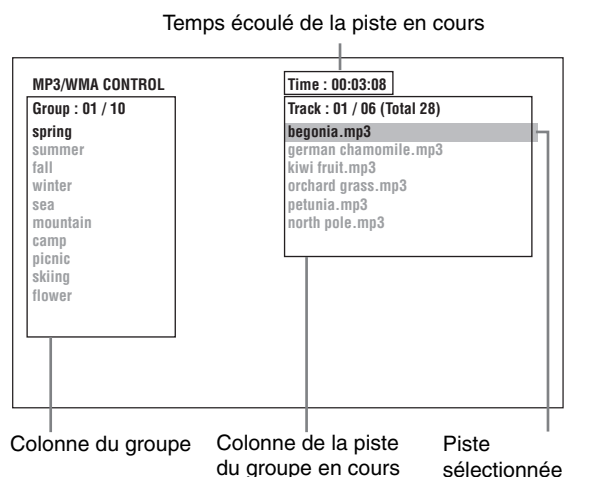 Temps écoulé de la piste en cours
MP3/WMA CONTROL
Group : 01 / 10
spring
summer
fall
winter
sea
mountain
camp
picnic
skiing
flower
Time : 00:03:08
Track : 01 / 06 (Total 28)
begonia.mp3
german chamomile.mp3
kiwi fruit.mp3
orchard grass.mp3
petunia.mp3
north pole.mp3
Colonne du groupe
Colonne de la piste
du groupe en cours
Piste
sélectionnée